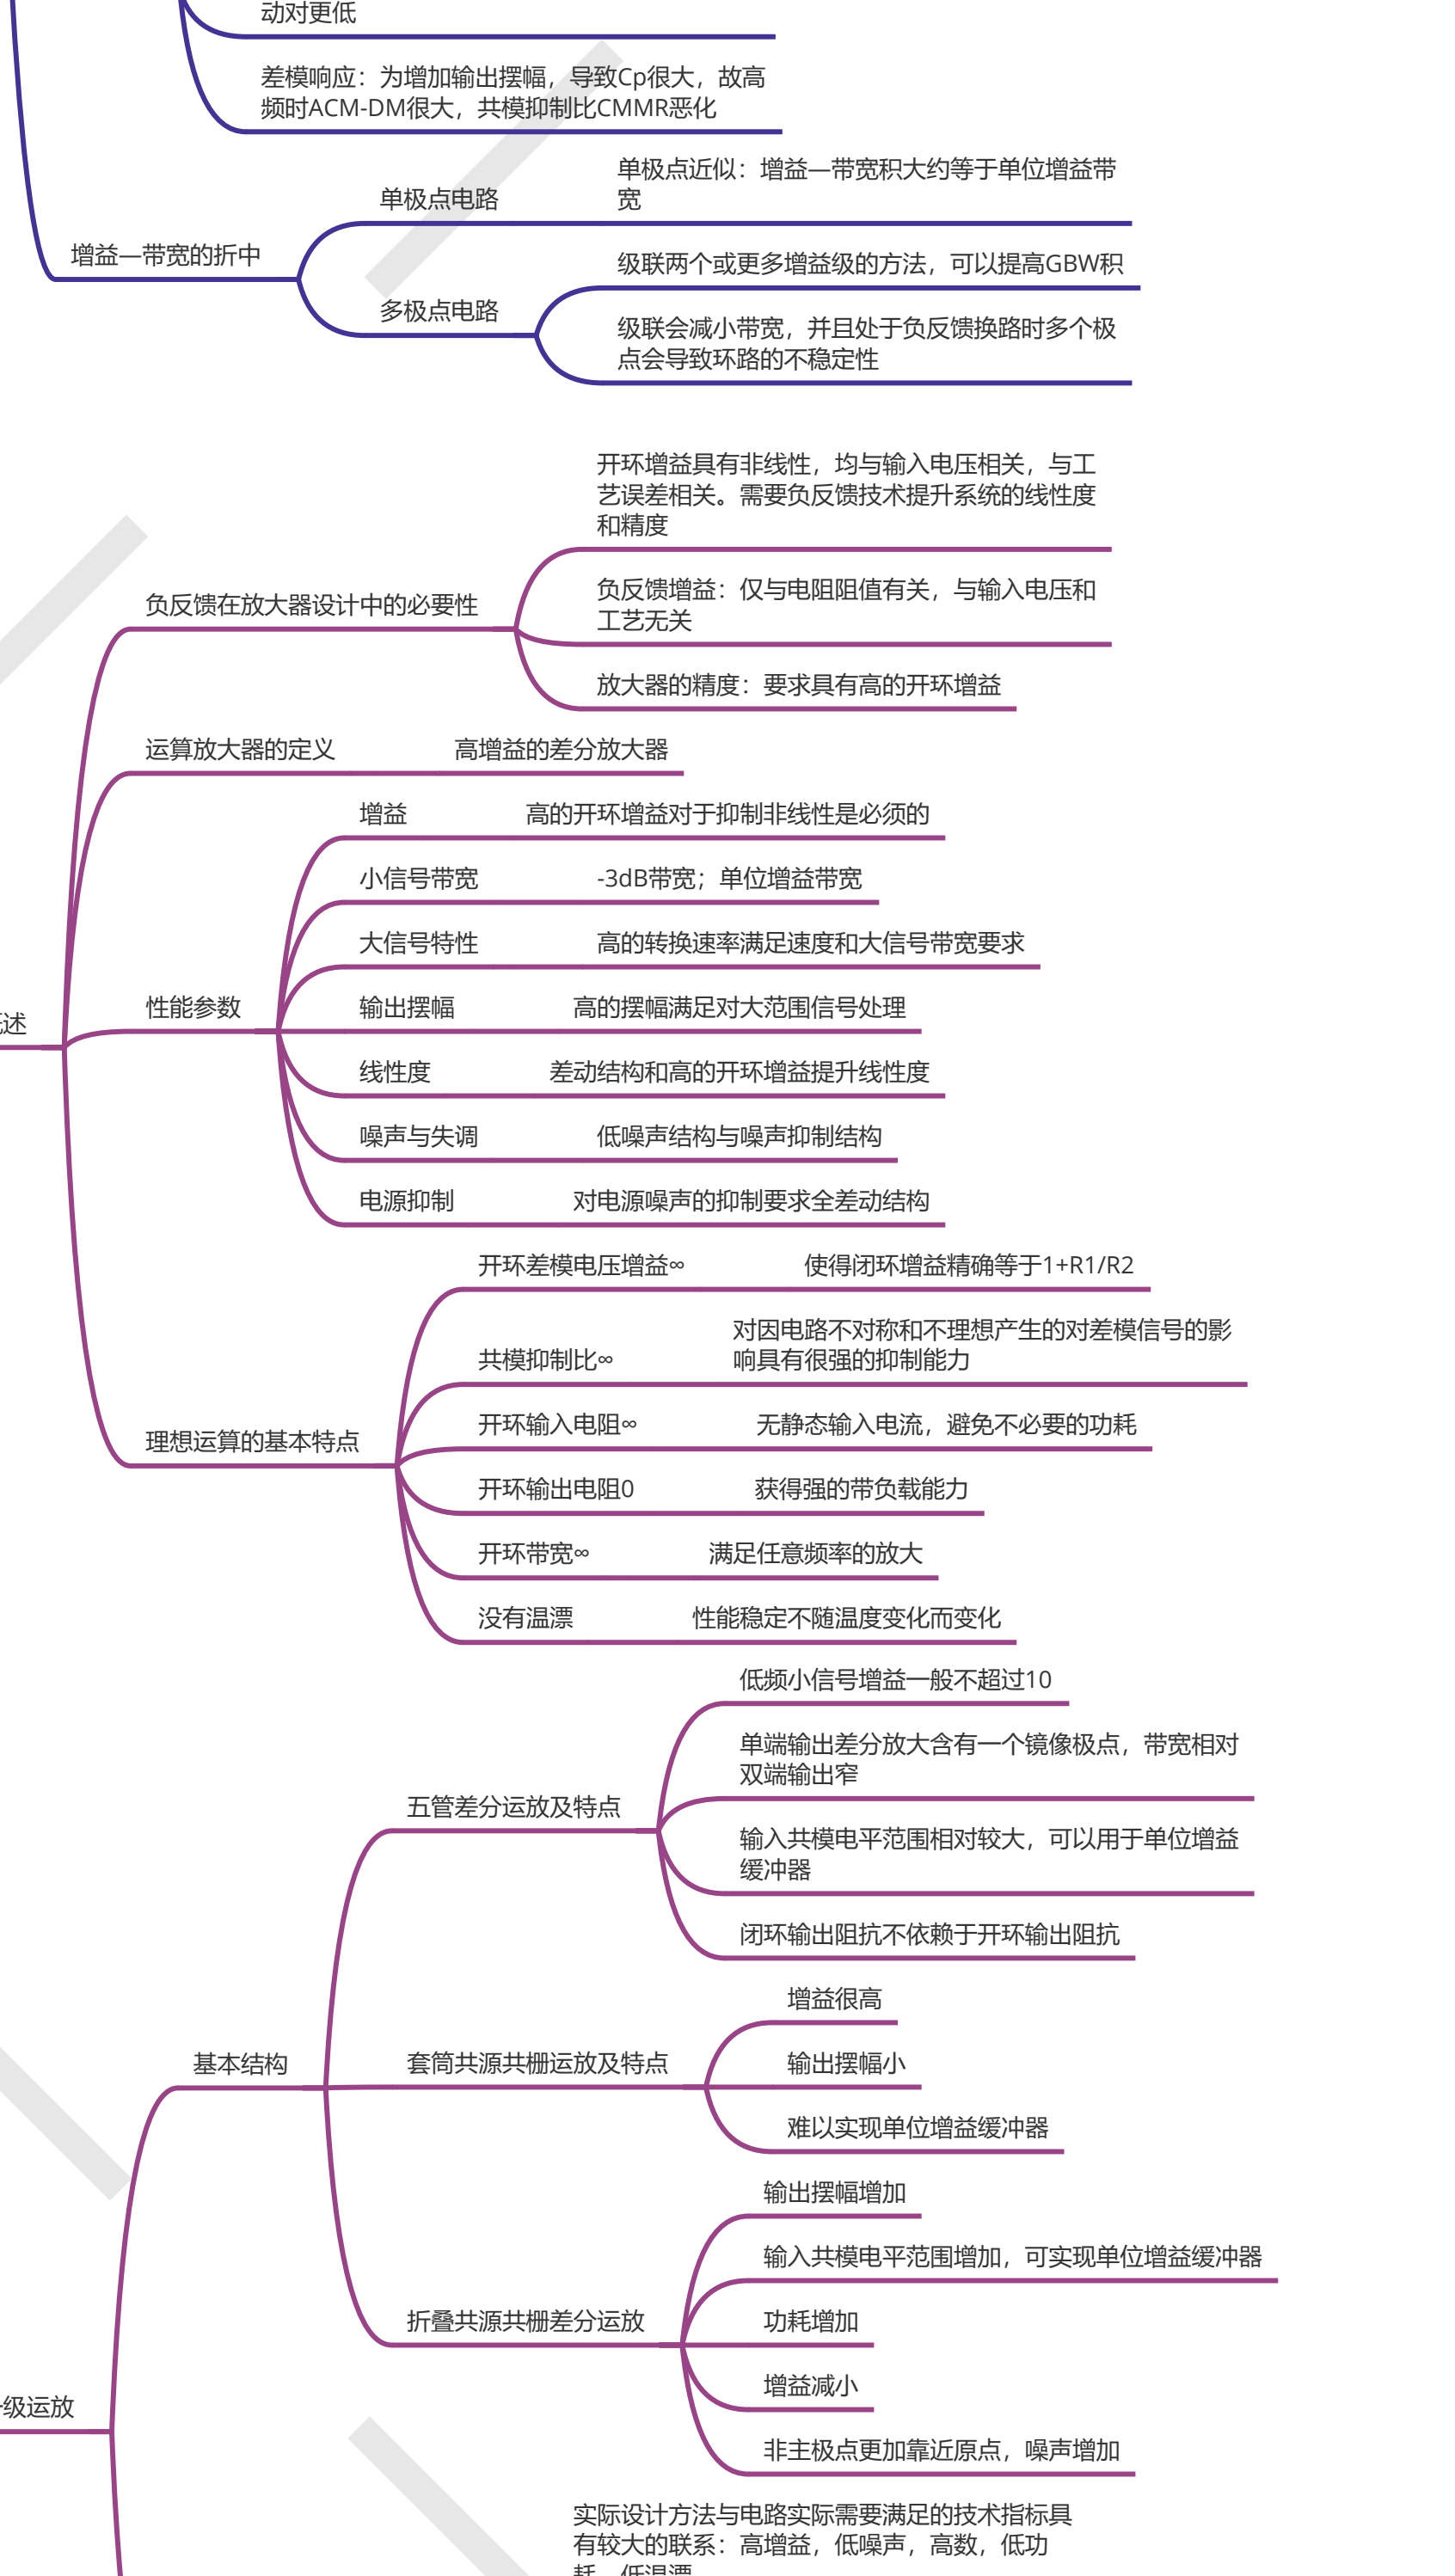 动对更低
差模响应：为增加输出摆幅，导致Cp很大，故高
频时ACM-DM很大，共模抑制比CMMR恶化
增益—带宽的折中
单极点电路
单极点近似：增益—带宽积大约等于单位增益带
宽
多极点电路
级联两个或更多增益级的方法，可以提高GBW积
级联会减小带宽，并且处于负反馈换路时多个极
点会导致环路的不稳定性
述
负反馈在放大器设计中的必要性
开环增益具有非线性，均与输入电压相关，与工
艺误差相关。需要负反馈技术提升系统的线性度
和精度
负反馈增益：仅与电阻阻值有关，与输入电压和
工艺无关
放大器的精度：要求具有高的开环增益
运算放大器的定义
高增益的差分放大器
性能参数
增益
高的开环增益对于抑制非线性是必须的
小信号带宽
-3dB带宽；单位增益带宽
大信号特性
高的转换速率满足速度和大信号带宽要求
输出摆幅
高的摆幅满足对大范围信号处理
线性度
差动结构和高的开环增益提升线性度
噪声与失调
低噪声结构与噪声抑制结构
电源抑制
对电源噪声的抑制要求全差动结构
理想运算的基本特点
开环差模电压增益∞
使得闭环增益精确等于1+R1/R2
共模抑制比∞
对因电路不对称和不理想产生的对差模信号的影
响具有很强的抑制能力
开环输入电阻∞
无静态输入电流，避免不必要的功耗
开环输出电阻0
获得强的带负载能力
开环带宽∞
满足任意频率的放大
没有温漂
性能稳定不随温度变化而变化
级运放
基本结构
五管差分运放及特点
低频小信号增益一般不超过10
单端输出差分放大含有一个镜像极点，带宽相对
双端输出窄
输入共模电平范围相对较大，可以用于单位增益
缓冲器
闭环输出阻抗不依赖于开环输出阻抗
套筒共源共栅运放及特点
增益很高
输出摆幅小
难以实现单位增益缓冲器
折叠共源共栅差分运放
输出摆幅增加
输入共模电平范围增加，可实现单位增益缓冲器
功耗增加
增益减小
非主极点更加靠近原点，噪声增加
实际设计方法与电路实际需要满足的技术指标具
有较大的联系：高增益，低噪声，高数，低功
耗，低温漂